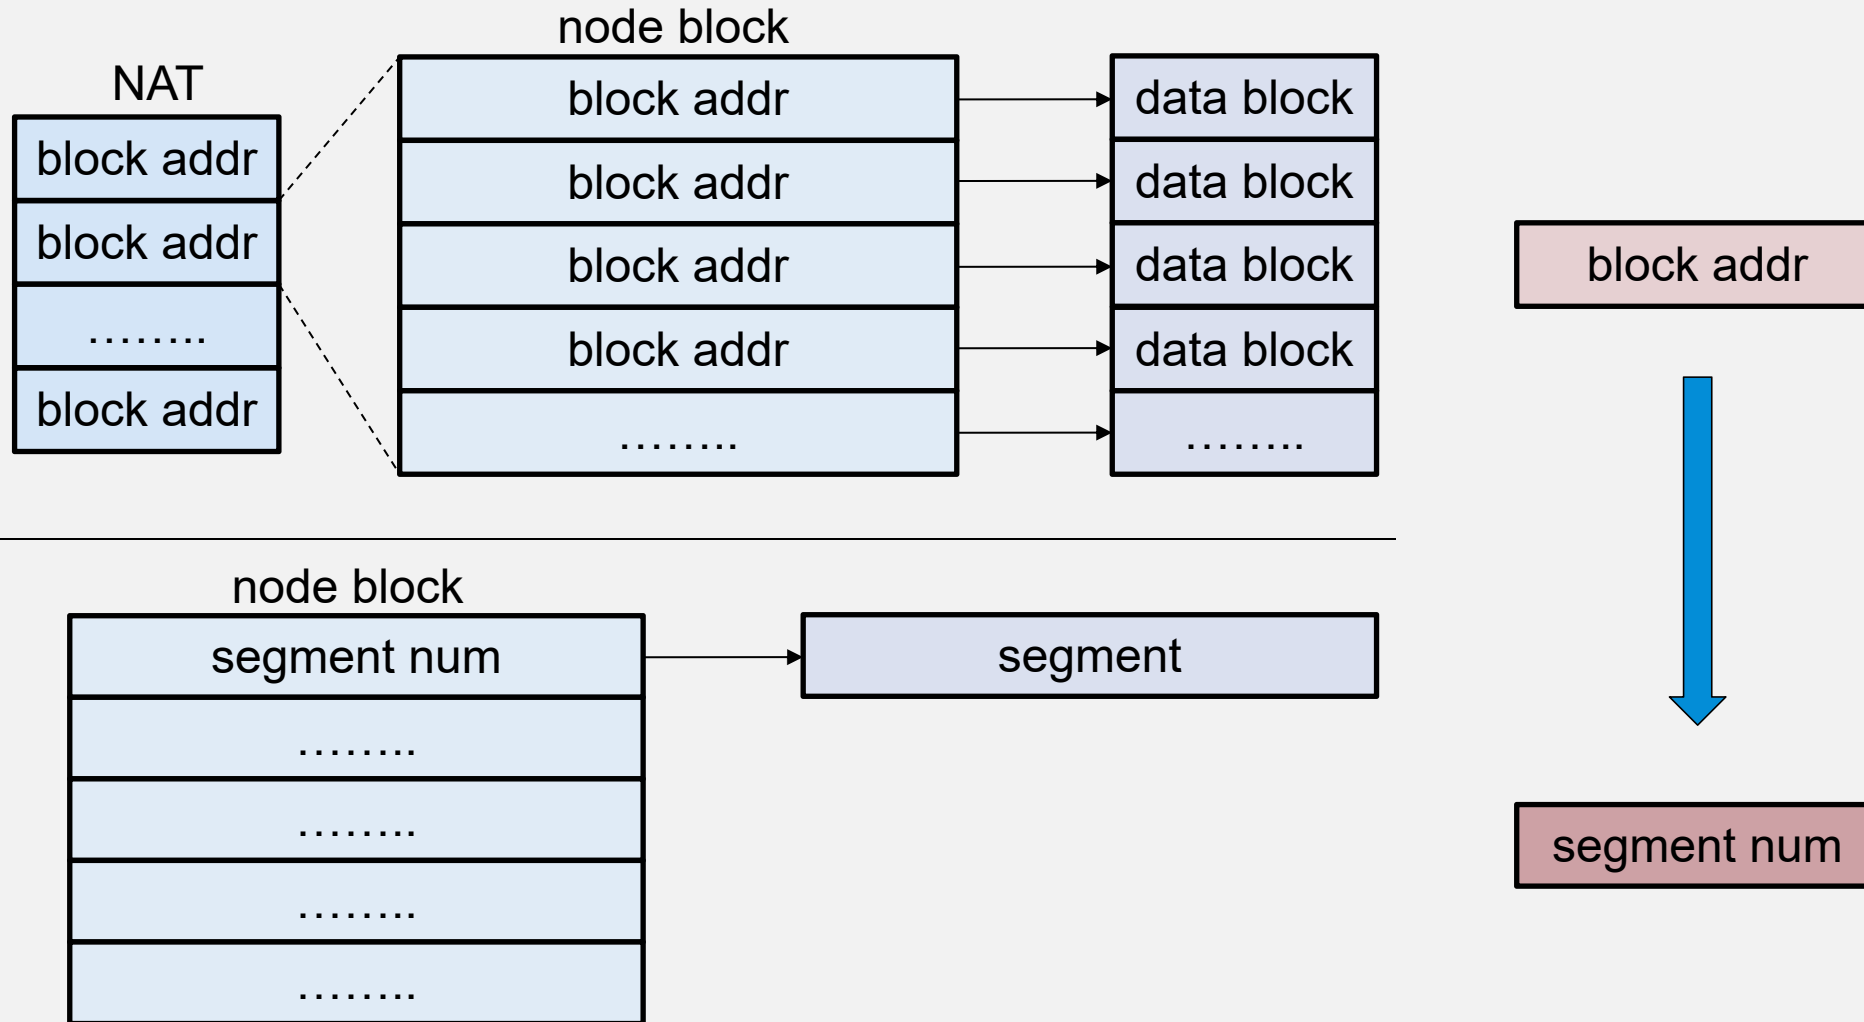 node block
NAT
block addr
block addr
........
block addr
block addr
block addr
block addr
block addr
........
data block
data block
data block
data block
........
block addr
node block
segment num
........
........
........
........
segment
segment num